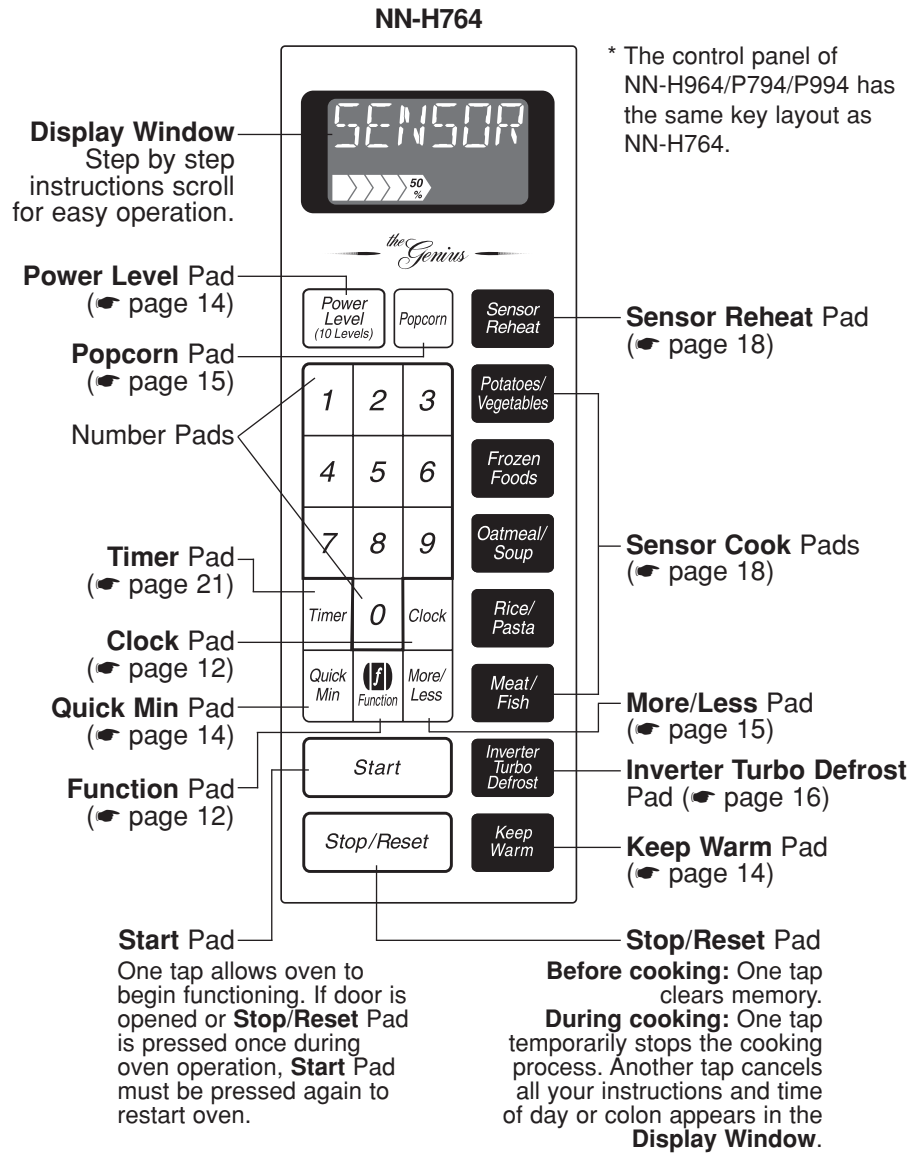 NN-H764
* The control panel of
NN-H964/P794/P994 has
the same key layout as
NN-H764.
SENSOR
50
%
the Genius
Display Window
Step by step
instructions scroll
for easy operation.
Power Level Pad
(☛ page 14)
Popcorn Pad
(☛ page 15)
Number Pads
Timer Pad
(☛ page 21)
Clock Pad
(☛ page 12)
Quick Min Pad
(☛ page 14)
Function Pad
(☛ page 12)
Power
Level
(10 Levels)
Popcorn
1 2 3
4 5 6
7 8 9
Timer 0 Clock
Quick
Min
f
Function
More/
Less
Start
Stop/Reset
Sensor
Reheat
Potatoes/
Vegetables
Frozen
Foods
Oatmeal/
Soup
Rice/
Pasta
Meat/
Fish
Inverter
Turbo
Defrost
Keep
Warm
Sensor Reheat Pad
(☛ page 18)
Sensor Cook Pads
(☛ page 18)
More/Less Pad
(☛ page 15)
Inverter Turbo Defrost
Pad (☛ page 16)
Keep Warm Pad
(☛ page 14)
Start Pad
One tap allows oven to
begin functioning. If door is
opened or Stop/Reset Pad
is pressed once during
oven operation, Start Pad
must be pressed again to
restart oven.
Stop/Reset Pad
Before cooking: One tap
clears memory.
During cooking: One tap
temporarily stops the cooking
process. Another tap cancels
all your instructions and time
of day or colon appears in the
Display Window.